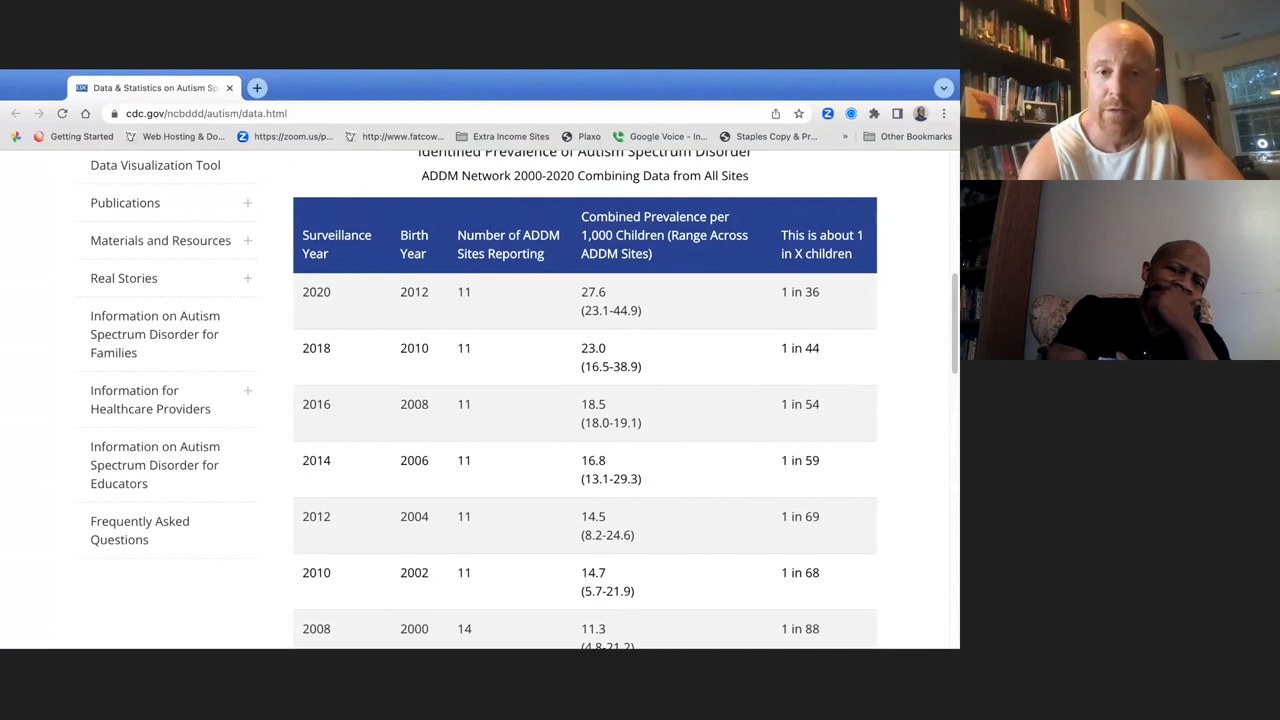 Data & Statistics on Autism Sp
cdc.gov/ncbddd/autism/data.html
Getting Started
Web Hosting & Do...
https://zoom.us/p...
http://www.fatcow...
Extra Income Sites
Plaxo
Google Voice - In...
Staples Copy & Pr...
»
Other Bookmarks
Data Visualization Tool
Publications
Materials and Resources
Real Stories
Information on Autism
Spectrum Disorder for
Families
Information for
Healthcare Providers
Information on Autism
Spectrum Disorder for
Educators
Frequently Asked
Questions
Identified Prevalence of Autism Spectrum Disorder
ADDM Network 2000-2020 Combining Data from All Sites
Surveillance Year Birth Year Number of ADDM Sites Reporting Combined Prevalence per 1,000 Children (Range Across ADDM Sites) This is about 1 in X children
2020 2012 11 27.6 1 in 36
(23.1-44.9)
2018 2010 11 23.0 1 in 44
(16.5-38.9)
2016 2008 11 18.5 1 in 54
(18.0-19.1)
2014 2006 11 16.8 1 in 59
(13.1-29.3)
2012 2004 11 14.5 1 in 69
(8.2-24.6)
2010 2002 11 14.7 1 in 68
(5.7-21.9)
2008 2000 14 11.3 1 in 88
(4.8-21.2)